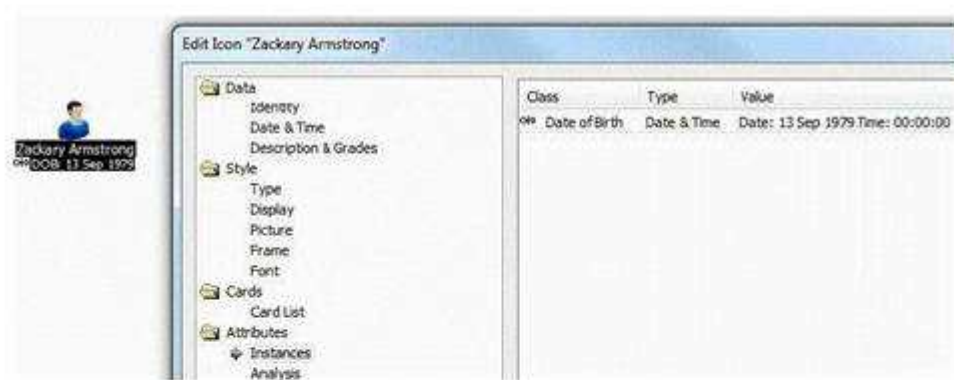 Zackary Armstrong
DOB: 13 Sep 1979
Edit Icon "Zackary Armstrong"
Data
Identity
Date & Time
Description & Grades
Style
Type
Display
Picture
Frame
Font
Cards
Card List
Attributes
Instances
Analysis
Class Type Value
Date of Birth Date & Time Date: 13 Sep 1979 Time: 00:00:00